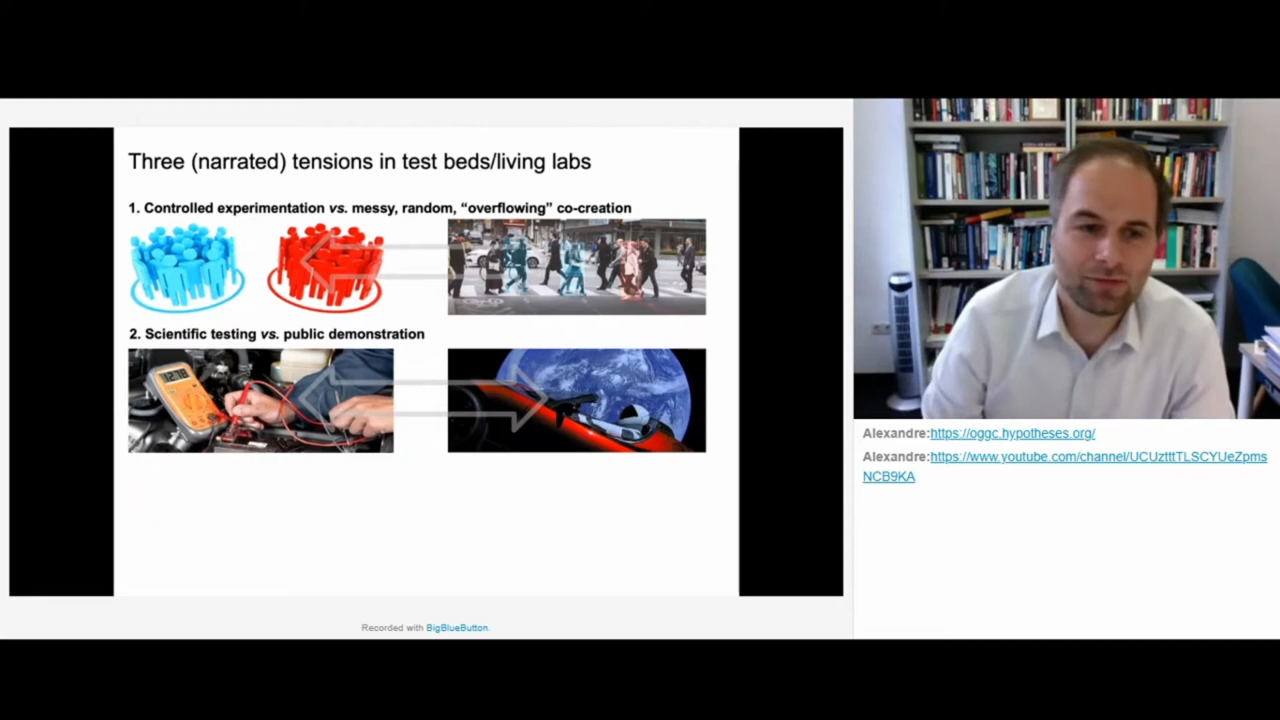 Three (narrated) tensions in test beds/living labs
1. Controlled experimentation vs. messy, random, “overflowing” co-creation
2. Scientific testing vs. public demonstration
1278
Recorded with BigBlueButton.
Alexandre:https://oggc.hypotheses.org/
Alexandre:https://www.youtube.com/channel/UCUztttTLSCYUeZpms
NCB9KA